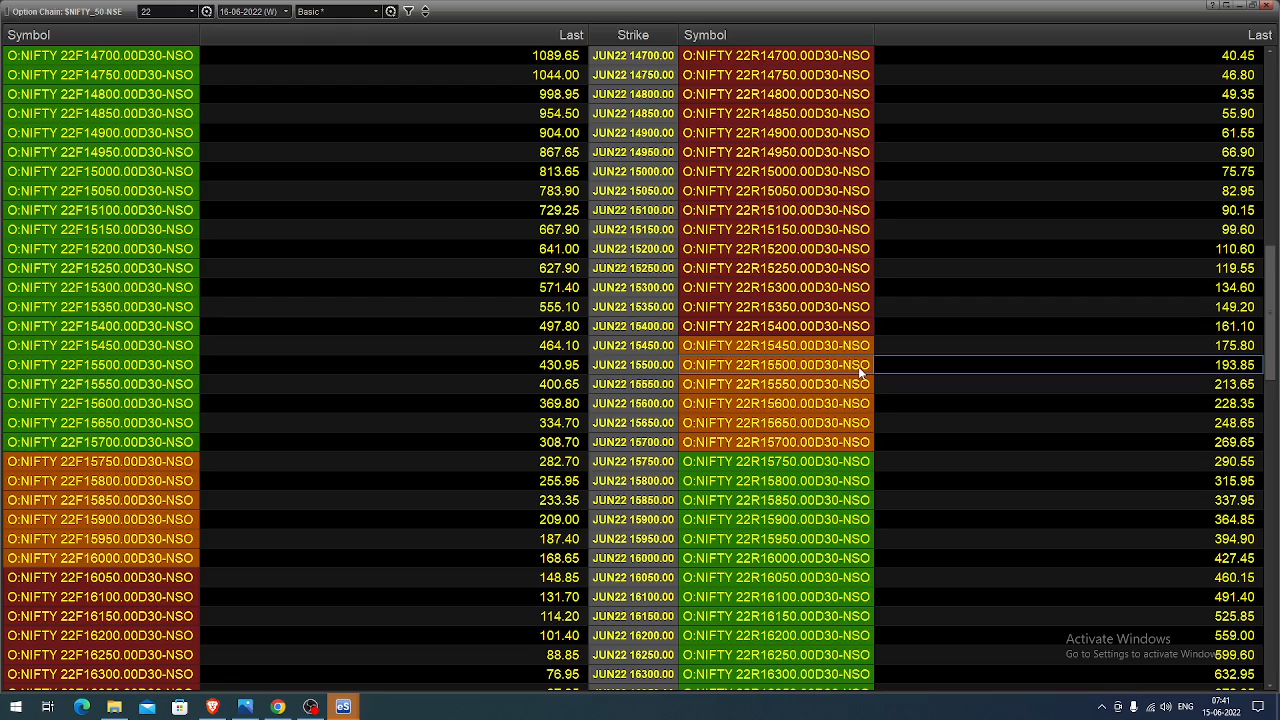 Option Chain: $NIFTY_50-NSE 22 16-06-2022 (W) Basic *
Symbol Last Strike Symbol Last
O:NIFTY 22F14700.00D30-NSO 1089.65 JUN22 14700.00 O:NIFTY 22R14700.00D30-NSO 40.45
O:NIFTY 22F14750.00D30-NSO 1044.00 JUN22 14750.00 O:NIFTY 22R14750.00D30-NSO 46.80
O:NIFTY 22F14800.00D30-NSO 998.95 JUN22 14800.00 O:NIFTY 22R14800.00D30-NSO 49.35
O:NIFTY 22F14850.00D30-NSO 954.50 JUN22 14850.00 O:NIFTY 22R14850.00D30-NSO 55.90
O:NIFTY 22F14900.00D30-NSO 904.00 JUN22 14900.00 O:NIFTY 22R14900.00D30-NSO 61.55
O:NIFTY 22F14950.00D30-NSO 867.65 JUN22 14950.00 O:NIFTY 22R14950.00D30-NSO 66.90
O:NIFTY 22F15000.00D30-NSO 813.65 JUN22 15000.00 O:NIFTY 22R15000.00D30-NSO 75.75
O:NIFTY 22F15050.00D30-NSO 783.90 JUN22 15050.00 O:NIFTY 22R15050.00D30-NSO 82.95
O:NIFTY 22F15100.00D30-NSO 729.25 JUN22 15100.00 O:NIFTY 22R15100.00D30-NSO 90.15
O:NIFTY 22F15150.00D30-NSO 667.90 JUN22 15150.00 O:NIFTY 22R15150.00D30-NSO 99.60
O:NIFTY 22F15200.00D30-NSO 641.00 JUN22 15200.00 O:NIFTY 22R15200.00D30-NSO 110.60
O:NIFTY 22F15250.00D30-NSO 627.90 JUN22 15250.00 O:NIFTY 22R15250.00D30-NSO 119.55
O:NIFTY 22F15300.00D30-NSO 571.40 JUN22 15300.00 O:NIFTY 22R15300.00D30-NSO 134.60
O:NIFTY 22F15350.00D30-NSO 555.10 JUN22 15350.00 O:NIFTY 22R15350.00D30-NSO 149.20
O:NIFTY 22F15400.00D30-NSO 497.80 JUN22 15400.00 O:NIFTY 22R15400.00D30-NSO 161.10
O:NIFTY 22F15450.00D30-NSO 464.10 JUN22 15450.00 O:NIFTY 22R15450.00D30-NSO 175.80
O:NIFTY 22F15500.00D30-NSO 430.95 JUN22 15500.00 O:NIFTY 22R15500.00D30-NSO 193.85
O:NIFTY 22F15550.00D30-NSO 400.65 JUN22 15550.00 O:NIFTY 22R15550.00D30-NSO 213.65
O:NIFTY 22F15600.00D30-NSO 369.80 JUN22 15600.00 O:NIFTY 22R15600.00D30-NSO 228.35
O:NIFTY 22F15650.00D30-NSO 334.70 JUN22 15650.00 O:NIFTY 22R15650.00D30-NSO 248.65
O:NIFTY 22F15700.00D30-NSO 308.70 JUN22 15700.00 O:NIFTY 22R15700.00D30-NSO 269.65
O:NIFTY 22F15750.00D30-NSO 282.70 JUN22 15750.00 O:NIFTY 22R15750.00D30-NSO 290.55
O:NIFTY 22F15800.00D30-NSO 255.95 JUN22 15800.00 O:NIFTY 22R15800.00D30-NSO 315.95
O:NIFTY 22F15850.00D30-NSO 233.35 JUN22 15850.00 O:NIFTY 22R15850.00D30-NSO 337.95
O:NIFTY 22F15900.00D30-NSO 209.00 JUN22 15900.00 O:NIFTY 22R15900.00D30-NSO 364.85
O:NIFTY 22F15950.00D30-NSO 187.40 JUN22 15950.00 O:NIFTY 22R15950.00D30-NSO 394.90
O:NIFTY 22F16000.00D30-NSO 168.65 JUN22 16000.00 O:NIFTY 22R16000.00D30-NSO 427.45
O:NIFTY 22F16050.00D30-NSO 148.85 JUN22 16050.00 O:NIFTY 22R16050.00D30-NSO 460.15
O:NIFTY 22F16100.00D30-NSO 131.70 JUN22 16100.00 O:NIFTY 22R16100.00D30-NSO 491.40
O:NIFTY 22F16150.00D30-NSO 114.20 JUN22 16150.00 O:NIFTY 22R16150.00D30-NSO 525.85
O:NIFTY 22F16200.00D30-NSO 101.40 JUN22 16200.00 O:NIFTY 22R16200.00D30-NSO 559.00
O:NIFTY 22F16250.00D30-NSO 88.85 JUN22 16250.00 O:NIFTY 22R16250.00D30-NSO 599.60
O:NIFTY 22F16300.00D30-NSO 76.95 JUN22 16300.00 O:NIFTY 22R16300.00D30-NSO 632.95
Activate Windows
Go to Settings to activate Windows
eS ENG 07:41
15-06-2022